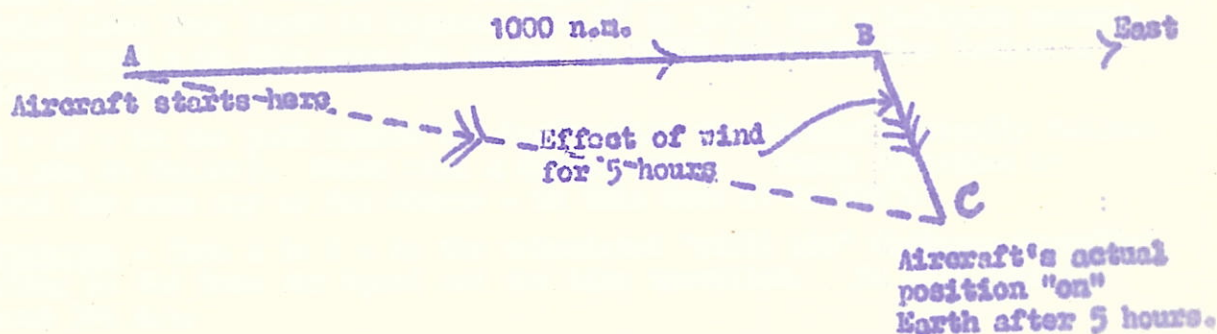 1000 n.m.
A
B
East
Aircraft starts here
Effect of wind
for 5 hours
C
Aircraft's actual
position "on"
Earth after 5 hours.